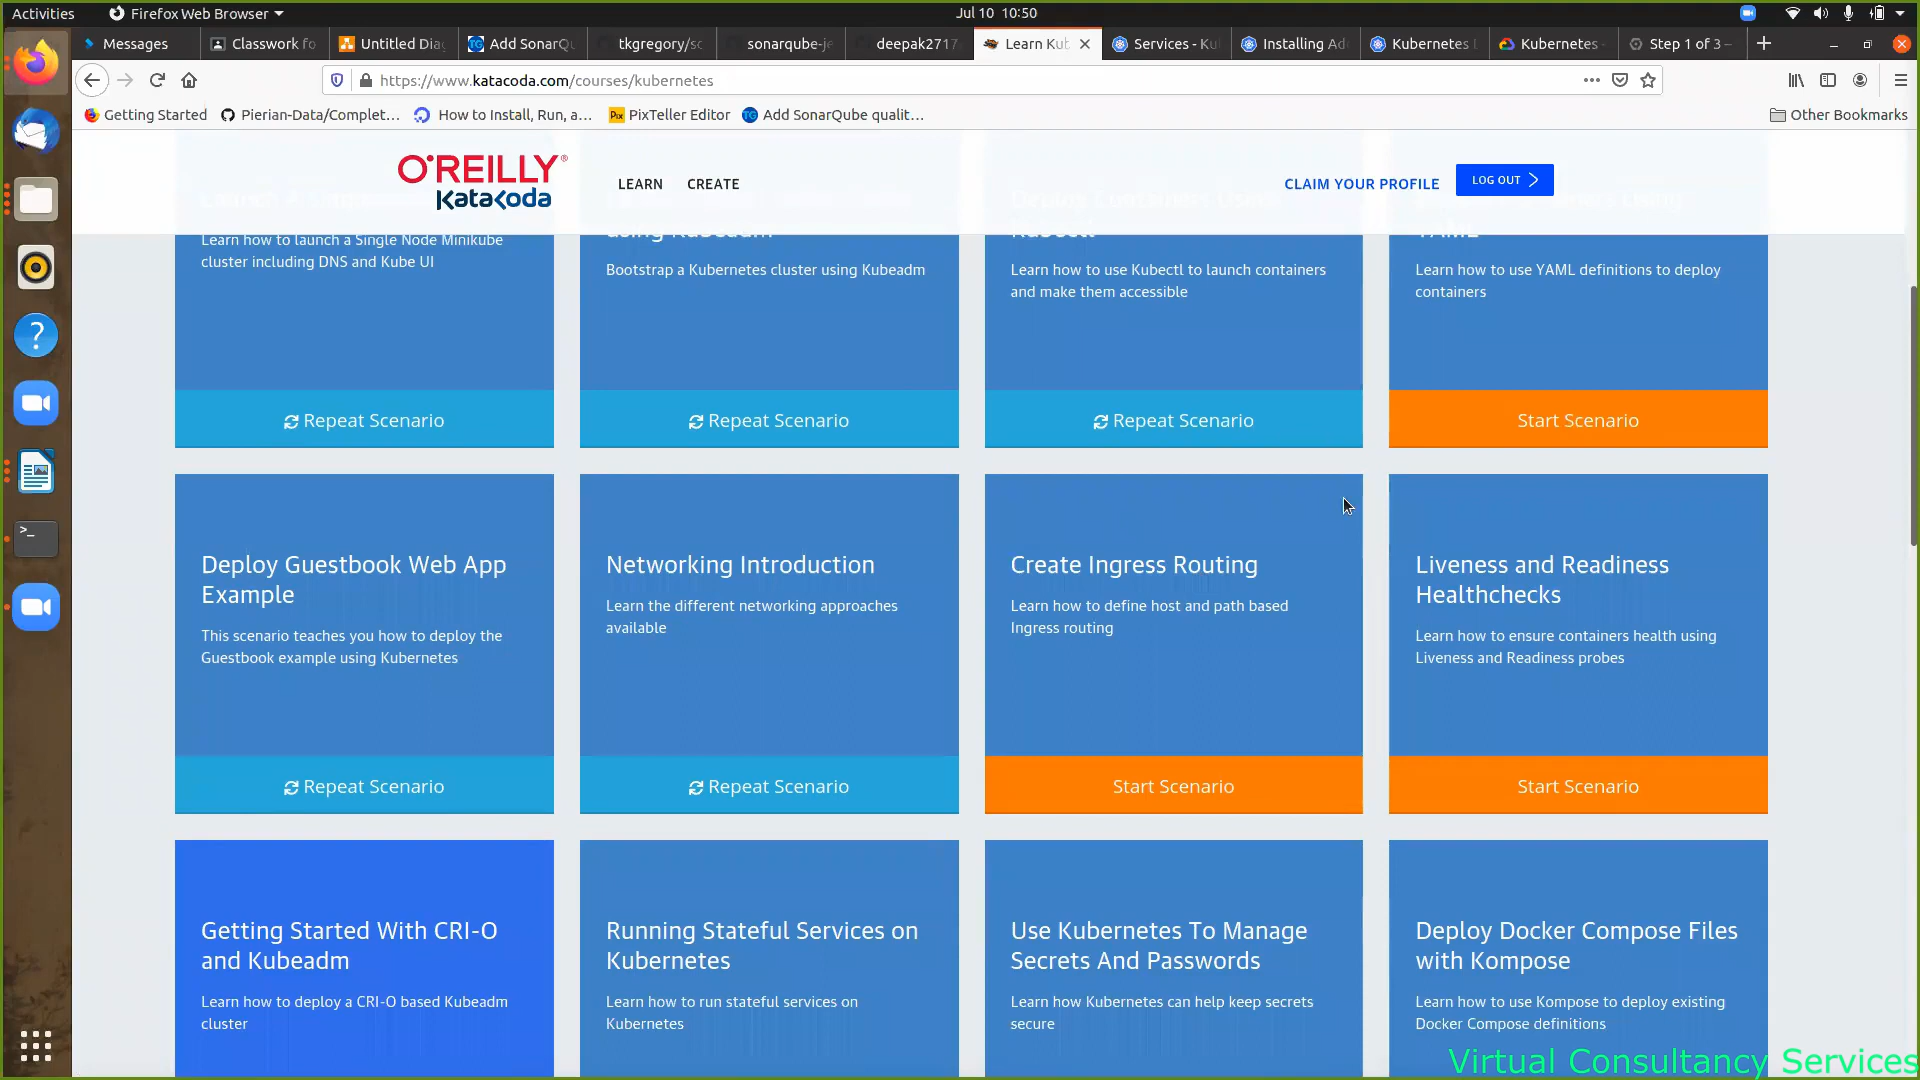 Activities
Firefox Web Browser
Jul 10 10:50
Messages
Classwork fo
Untitled Dia
Add SonarQu
tkgregory/sc
sonarqube-je
deepak2717
Learn Kub
Services - Ku
Installing Ad
Kubernetes
Kubernetes
Step 1 of 3 –
https://www.katacoda.com/courses/kubernetes
Getting Started
Pierian-Data/Complet…
How to Install, Run, a…
Pix PixTeller Editor
TG Add SonarQube qualit…
Other Bookmarks
O'REILLY®
KataKoda
LEARN
CREATE
CLAIM YOUR PROFILE
LOG OUT
using Kubeadm
Kubectl
YAML
Learn how to launch a Single Node Minikube
cluster including DNS and Kube UI
Bootstrap a Kubernetes cluster using Kubeadm
Learn how to use Kubectl to launch containers
and make them accessible
Learn how to use YAML definitions to deploy
containers
Repeat Scenario
Repeat Scenario
Repeat Scenario
Start Scenario
Deploy Guestbook Web App
Example
This scenario teaches you how to deploy the
Guestbook example using Kubernetes
Networking Introduction
Learn the different networking approaches
available
Create Ingress Routing
Learn how to define host and path based
Ingress routing
Liveness and Readiness
Healthchecks
Learn how to ensure containers health using
Liveness and Readiness probes
Repeat Scenario
Repeat Scenario
Start Scenario
Start Scenario
Getting Started With CRI-O
and Kubeadm
Learn how to deploy a CRI-O based Kubeadm
cluster
Running Stateful Services on
Kubernetes
Learn how to run stateful services on
Kubernetes
Use Kubernetes To Manage
Secrets And Passwords
Learn how Kubernetes can help keep secrets
secure
Deploy Docker Compose Files
with Kompose
Learn how to use Kompose to deploy existing
Docker Compose definitions
Virtual Consultancy Services